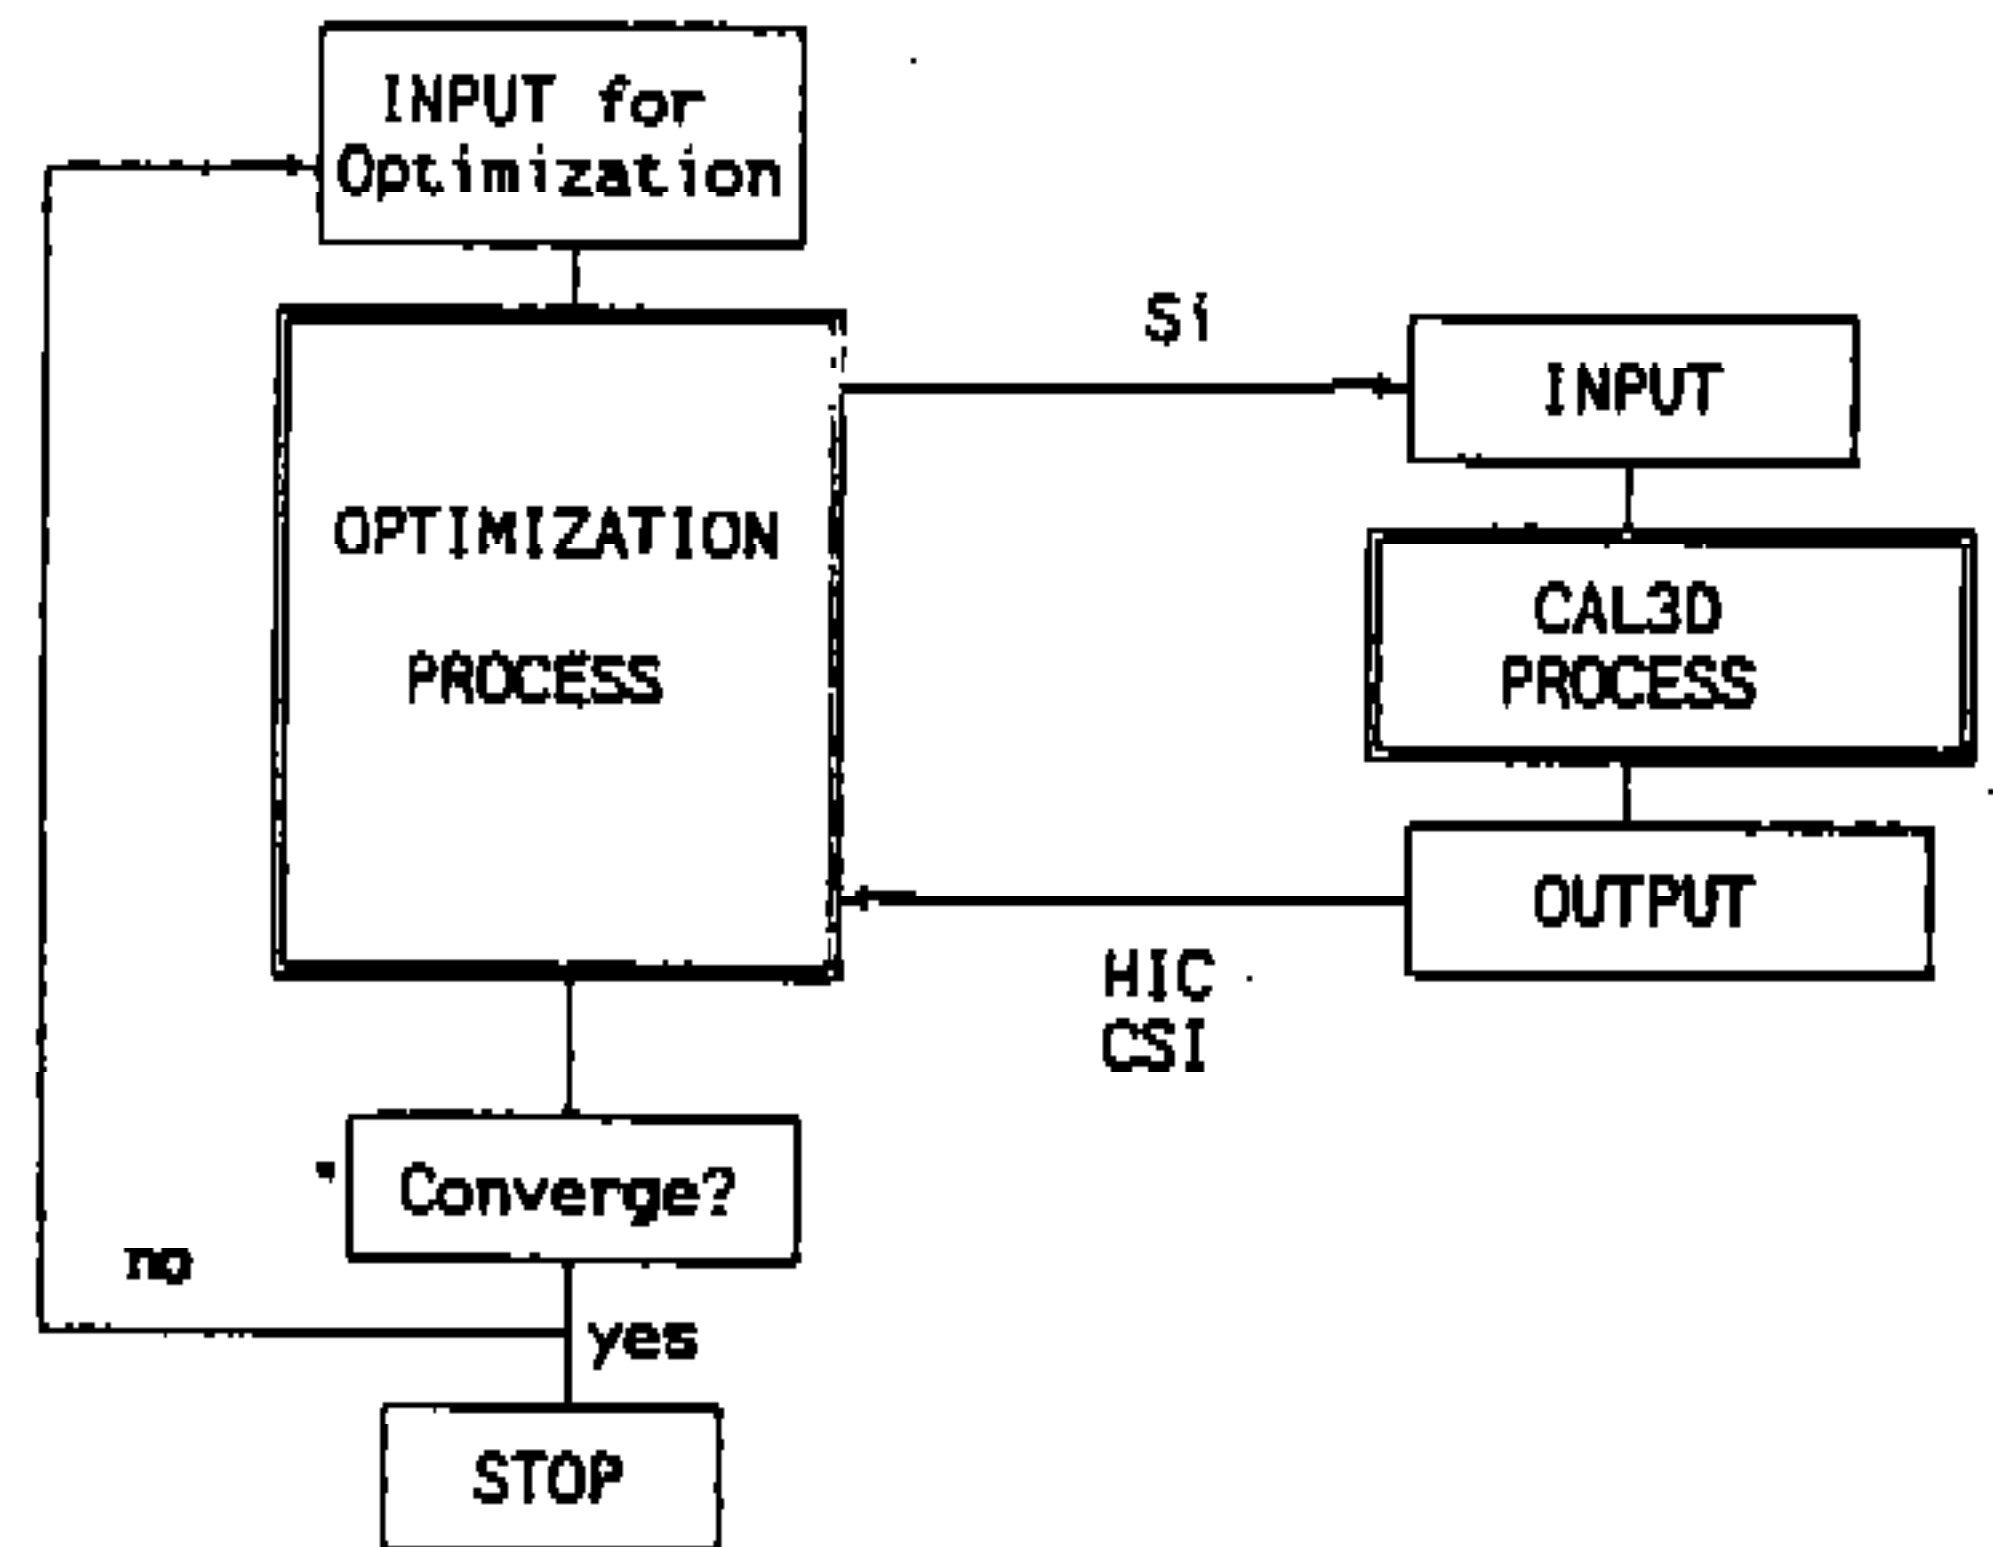 INPUT for
Optimization
Si
INPUT
OPTIMIZATION
PROCESS
CAL3D
PROCESS
OUTPUT
HIC
CSI
Converge?
no
yes
STOP